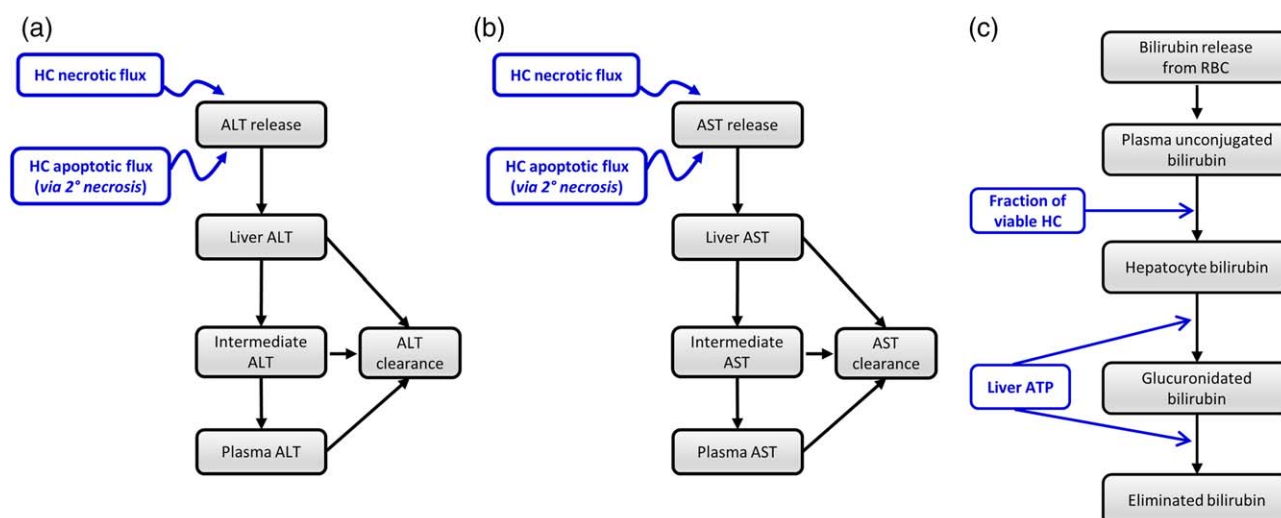 (a)
HC necrotic flux
ALT release
HC apoptotic flux
(via 2° necrosis)
Liver ALT
Intermediate
ALT
ALT
clearance
Plasma ALT
(b)
HC necrotic flux
AST release
HC apoptotic flux
(via 2° necrosis)
Liver AST
Intermediate
AST
AST
clearance
Plasma AST
(c)
Bilirubin release
from RBC
Plasma unconjugated
bilirubin
Fraction of
viable HC
Hepatocyte bilirubin
Liver ATP
Glucuronidated
bilirubin
Eliminated bilirubin